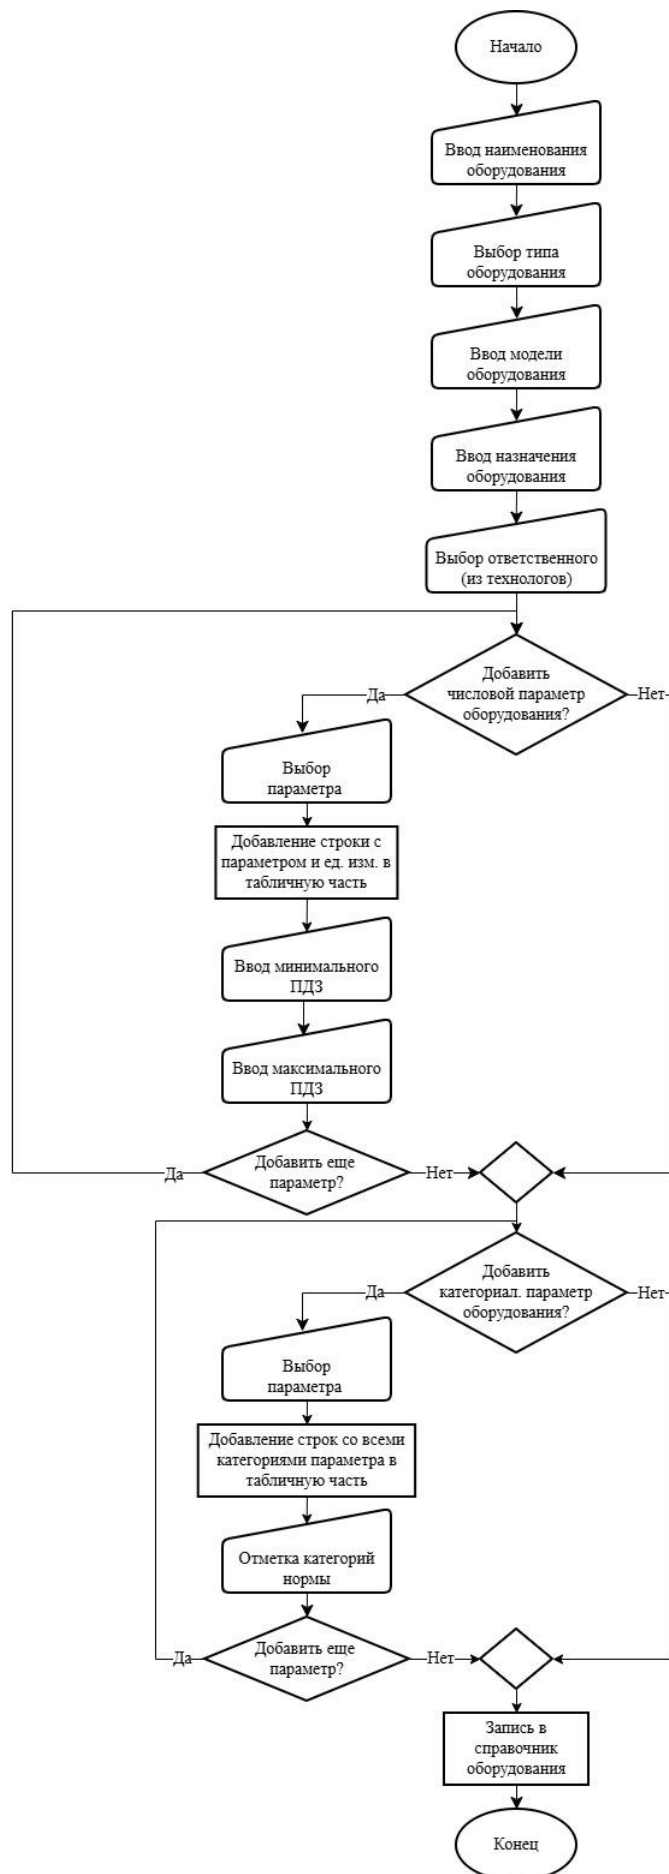 Начало
Ввод наименования
оборудования
Выбор типа
оборудования
Ввод модели
оборудования
Ввод назначения
оборудования
Выбор ответственного
(из технологов)
Добавить
числовой параметр
оборудования?
Да
Нет
Выбор
параметра
Добавление строки с
параметром и ед. изм. в
табличную часть
Ввод минимального
ПДЗ
Ввод максимального
ПДЗ
Добавить еще
параметр?
Да
Нет
Добавить
категориал. параметр
оборудования?
Да
Нет
Выбор
параметра
Добавление строк со всеми
категориями параметра в
табличную часть
Отметка категорий
нормы
Добавить еще
параметр?
Да
Нет
Запись в
справочник
оборудования
Конец